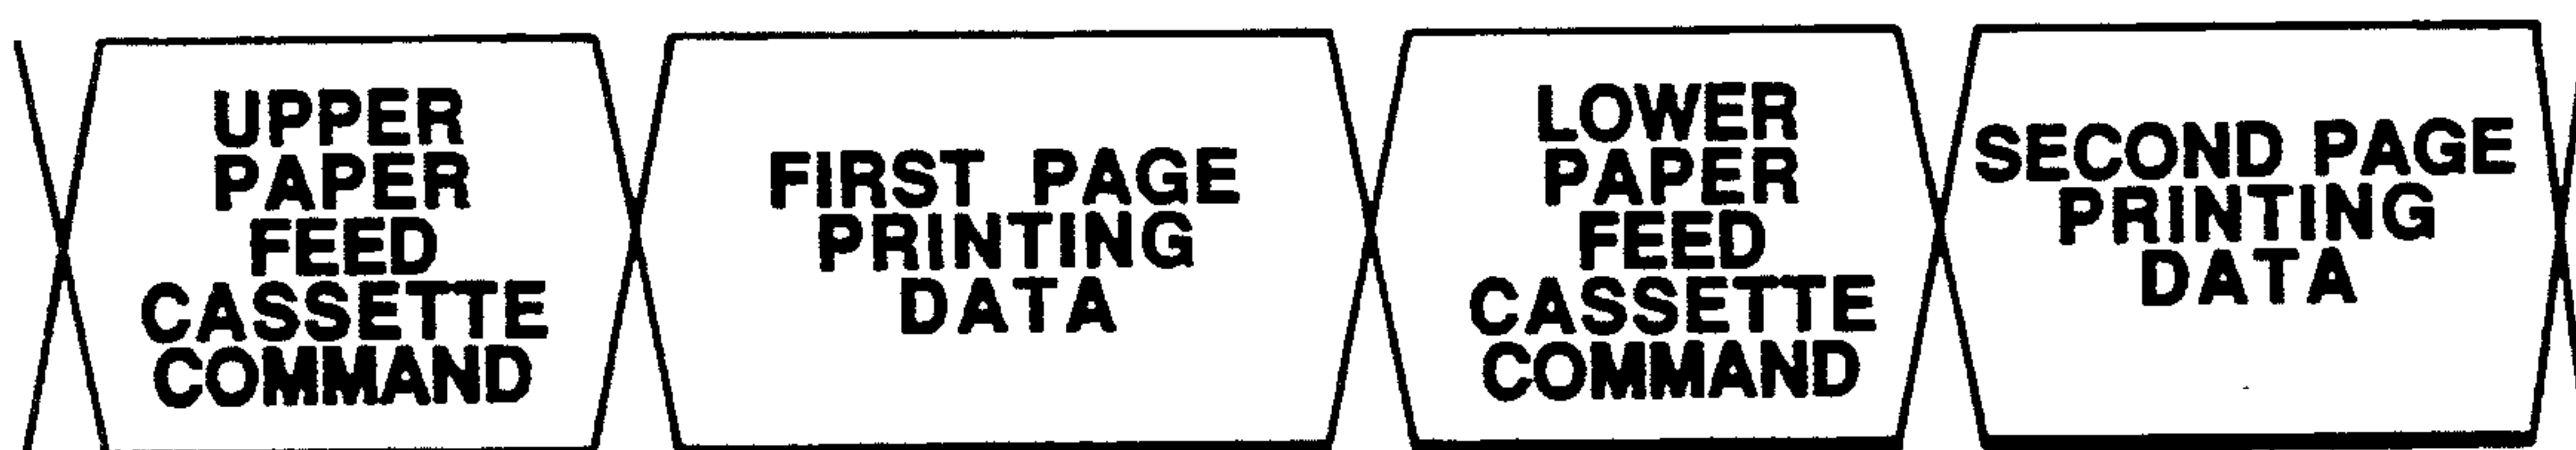 UPPER
PAPER
FEED
CASSETTE
COMMAND
FIRST PAGE
PRINTING
DATA
LOWER
PAPER
FEED
CASSETTE
COMMAND
SECOND PAGE
PRINTING
DATA